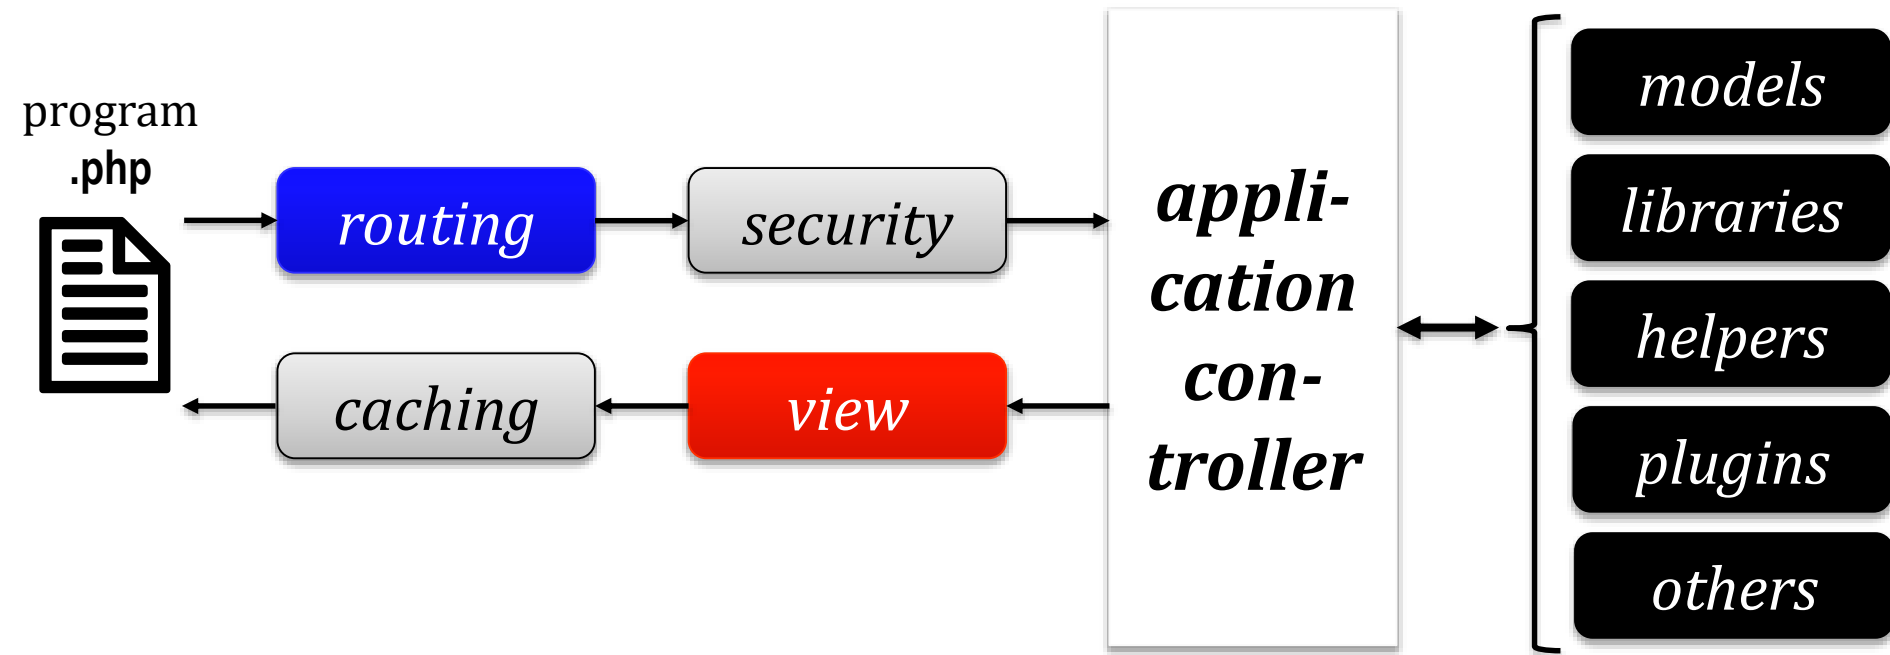 program
.php
routing
security
caching
view
appli-
cation
con-
troller
models
libraries
helpers
plugins
others